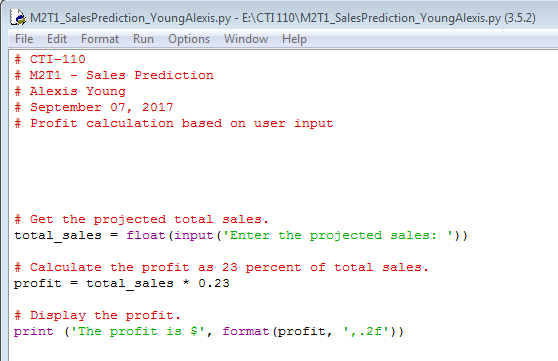 M2T1_SalesPrediction_YoungAlexis.py - E:\CTI110\M2T1_SalesPrediction_YoungAlexis.py (3.5.2)
File Edit Format Run Options Window Help
# CTI-110
# M2T1 - Sales Prediction
# Alexis Young
# September 07, 2017
# Profit calculation based on user input
# Get the projected total sales.
total_sales = float(input('Enter the projected sales: '))
# Calculate the profit as 23 percent of total sales.
profit = total_sales * 0.23
# Display the profit.
print ('The profit is $', format(profit, ',.2f'))